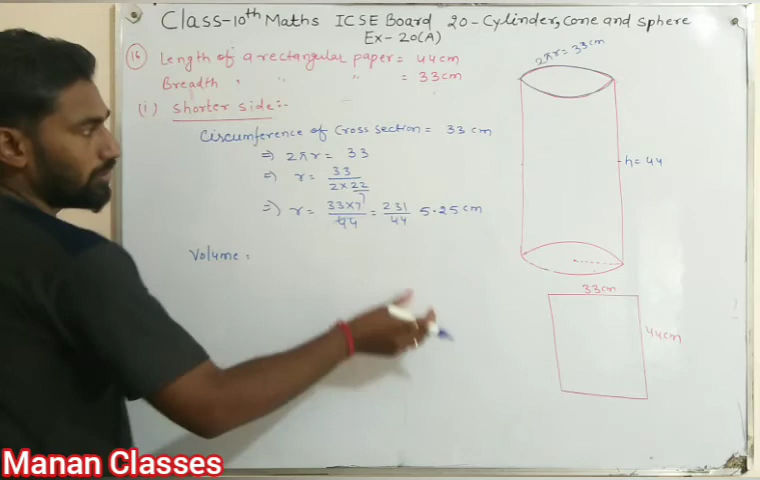 Class-10th Maths ICSE Board 20-Cylinder, Cone and Sphere
Ex-20(A)
(16) Length of a rectangular paper = 44cm
Breadth " " " = 33cm
(i) Shorter side:-
Circumference of Cross section = 33 cm
⇒ 2πr = 33
⇒ r = 33/(2×22/7)
⇒ r = (33×7)/44 = 231/44 5.25cm
Volume =
2πr = 33cm
h = 44
33cm
44cm
Manan Classes